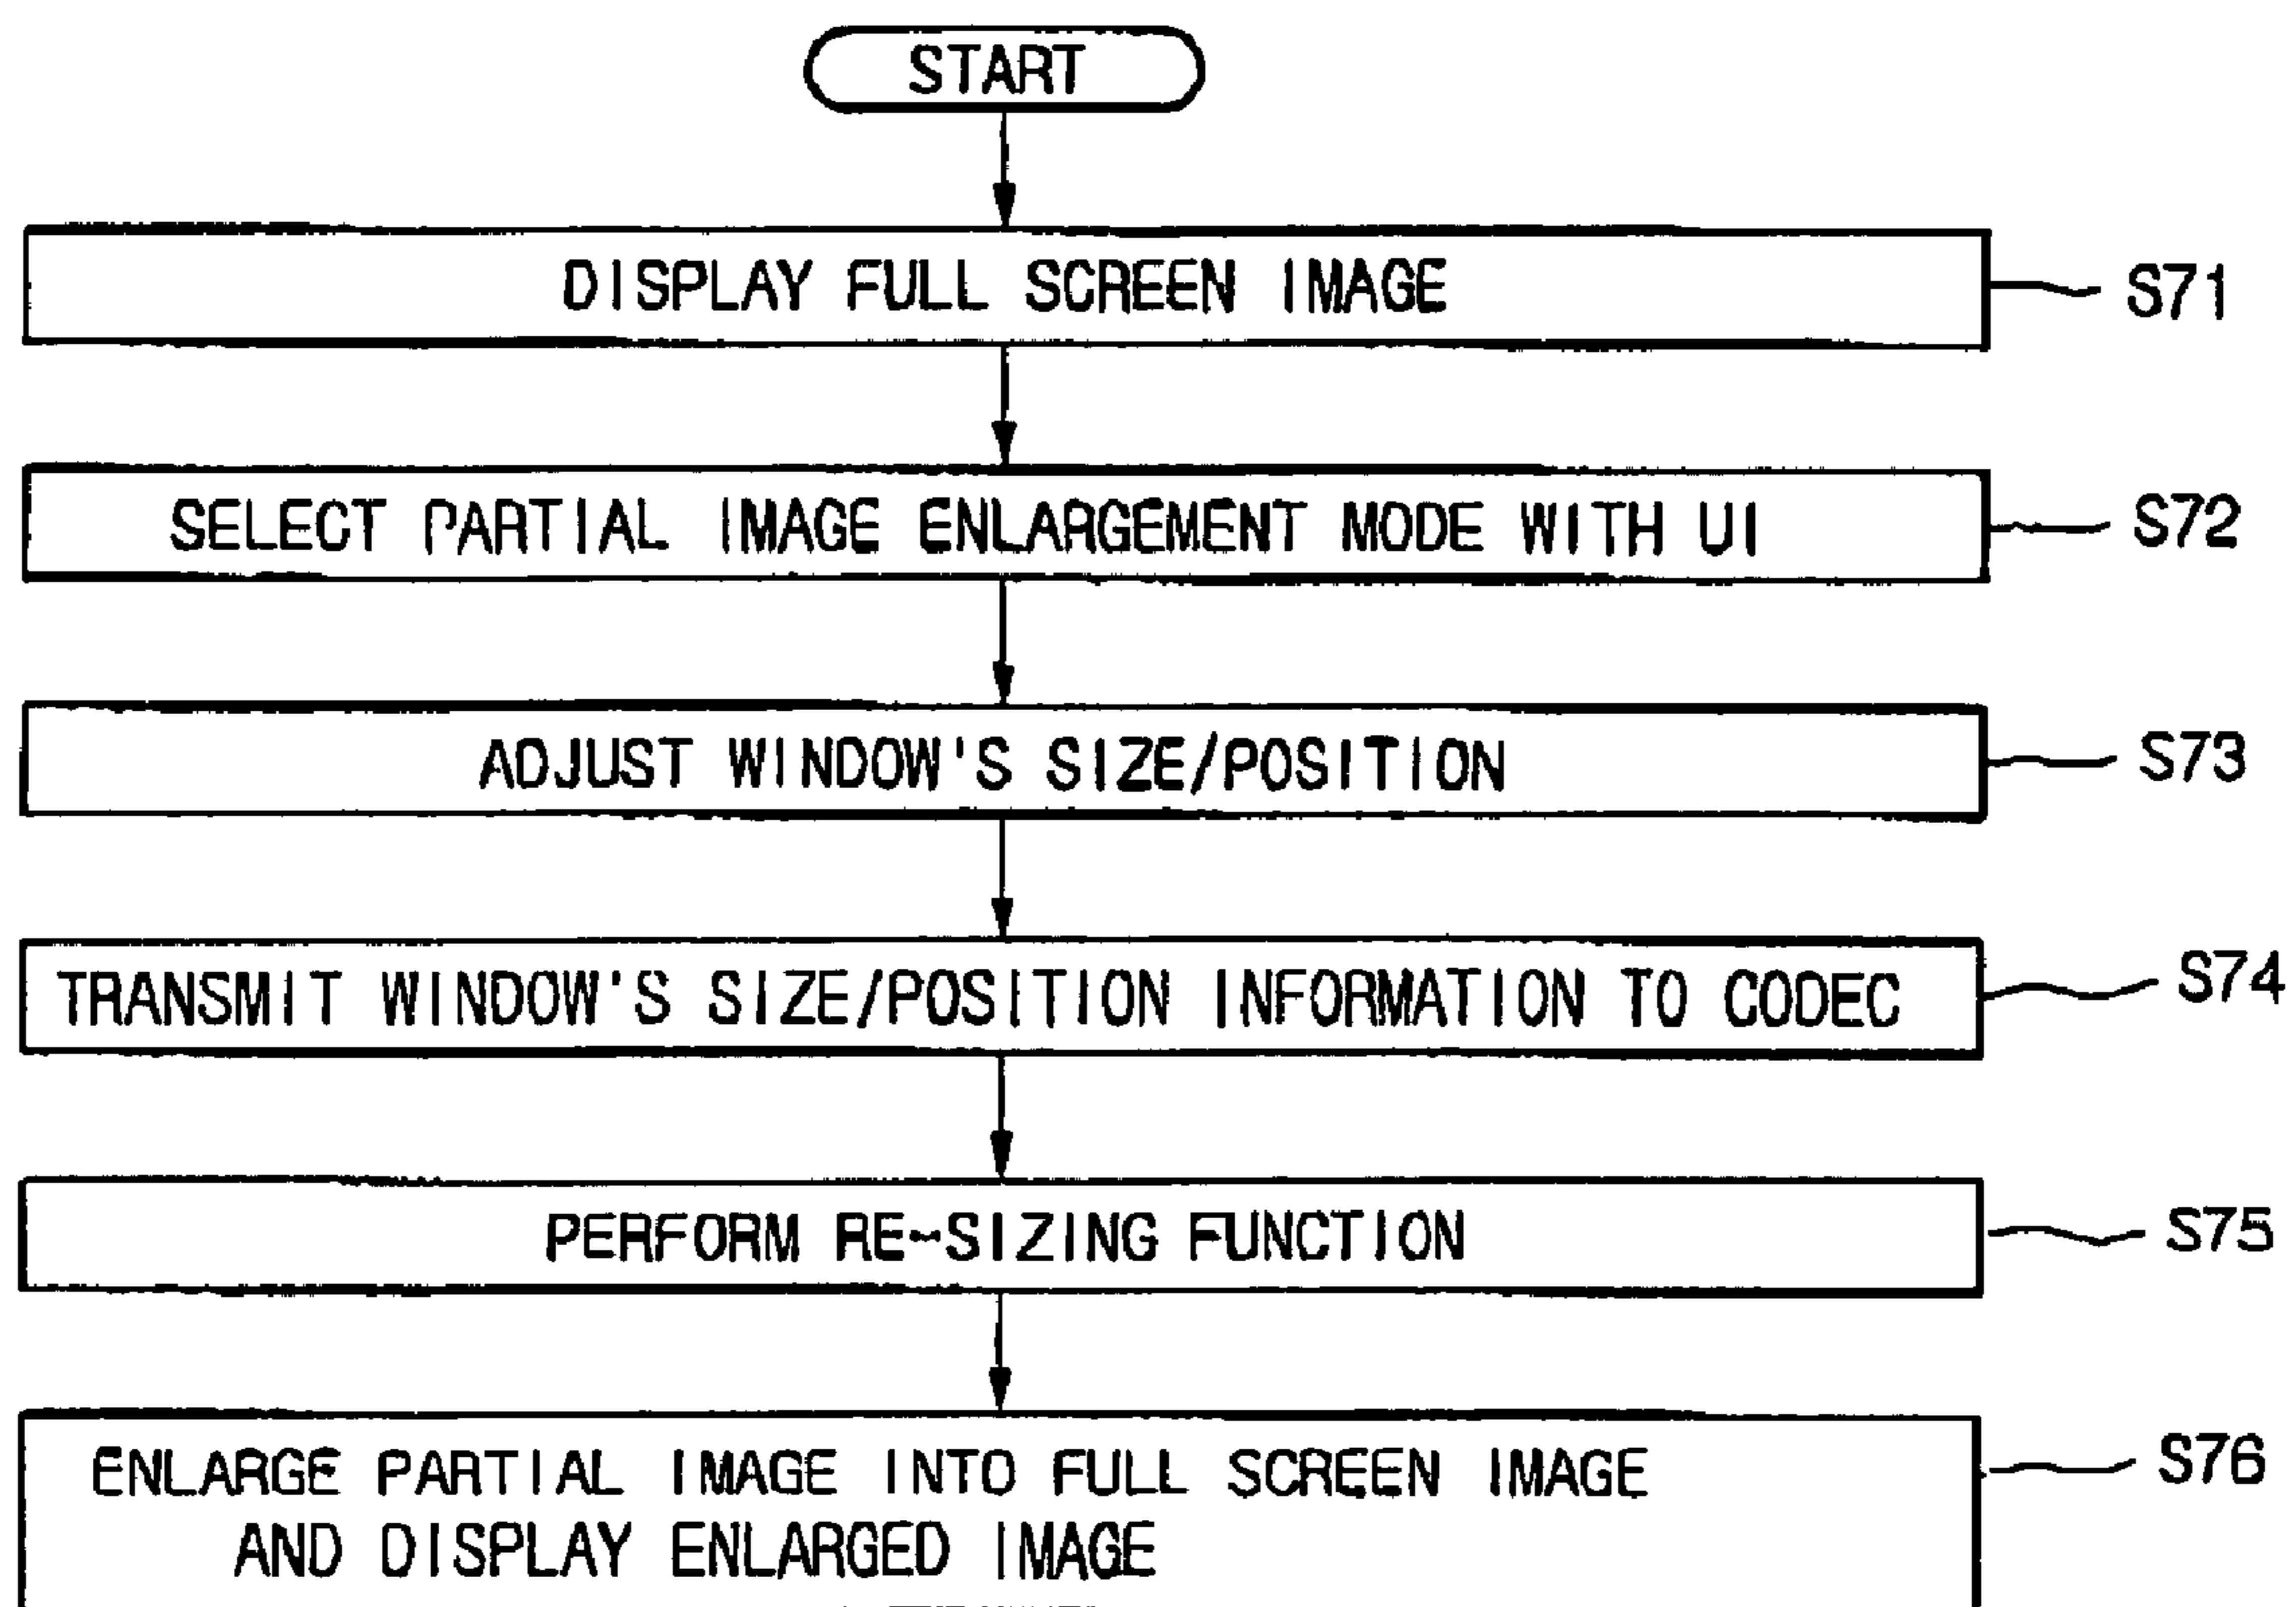 START
DISPLAY FULL SCREEN IMAGE
S71
SELECT PARTIAL IMAGE ENLARGEMENT MODE WITH UI
S72
ADJUST WINDOW'S SIZE/POSITION
S73
TRANSMIT WINDOW'S SIZE/POSITION INFORMATION TO CODEC
S74
PERFORM RE-SIZING FUNCTION
S75
ENLARGE PARTIAL IMAGE INTO FULL SCREEN IMAGE
S76
AND DISPLAY ENLARGED IMAGE